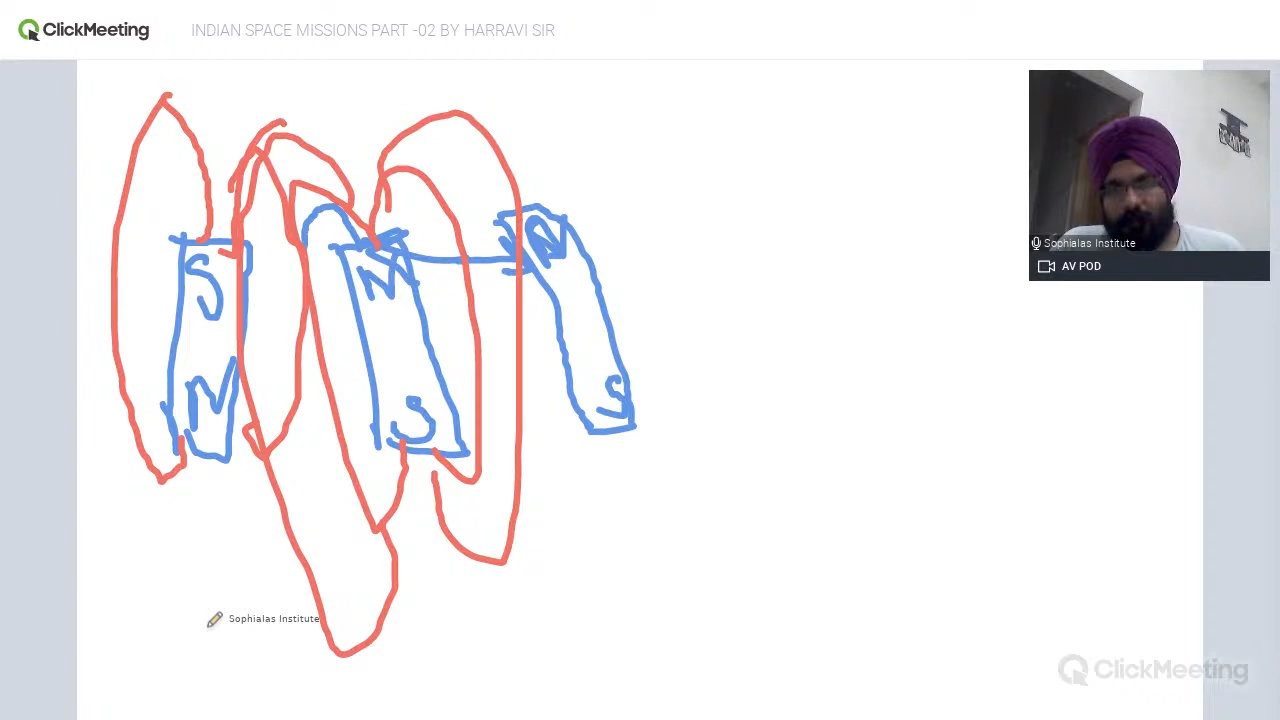 ClickMeeting INDIAN SPACE MISSIONS PART -02 BY HARRAVI SIR
Sophialas Institute
AV POD
S
N
N
S
N
S
Sophialas Institute
ClickMeeting